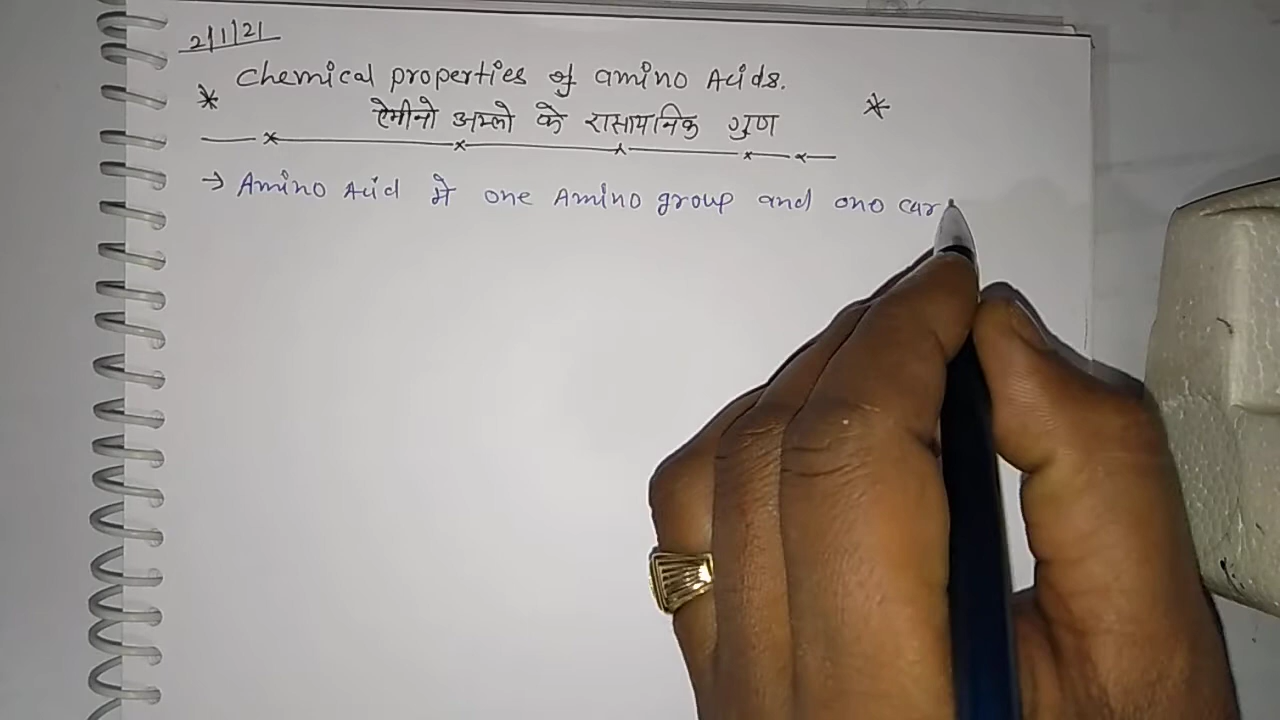 2/1/21
Chemical properties of amino Acids.
* ऐमीनो अम्लो के रासायनिक गुण *
→ Amino Acid में one Amino group and one car